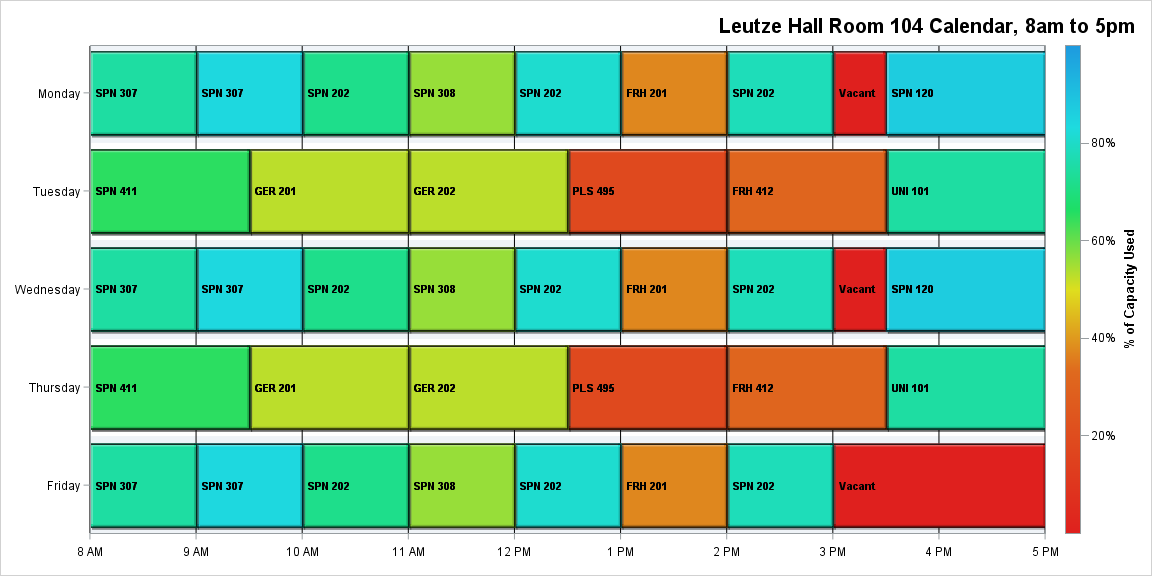 Leutze Hall Room 104 Calendar, 8am to 5pm
Monday
SPN 307
SPN 307
SPN 202
SPN 308
SPN 202
FRH 201
SPN 202
Vacant
SPN 120
Tuesday
SPN 411
GER 201
GER 202
PLS 495
FRH 412
UNI 101
Wednesday
SPN 307
SPN 307
SPN 202
SPN 308
SPN 202
FRH 201
SPN 202
Vacant
SPN 120
Thursday
SPN 411
GER 201
GER 202
PLS 495
FRH 412
UNI 101
Friday
SPN 307
SPN 307
SPN 202
SPN 308
SPN 202
FRH 201
SPN 202
Vacant
8 AM
9 AM
10 AM
11 AM
12 PM
1 PM
2 PM
3 PM
4 PM
5 PM
80%
60%
40%
20%
% of Capacity Used